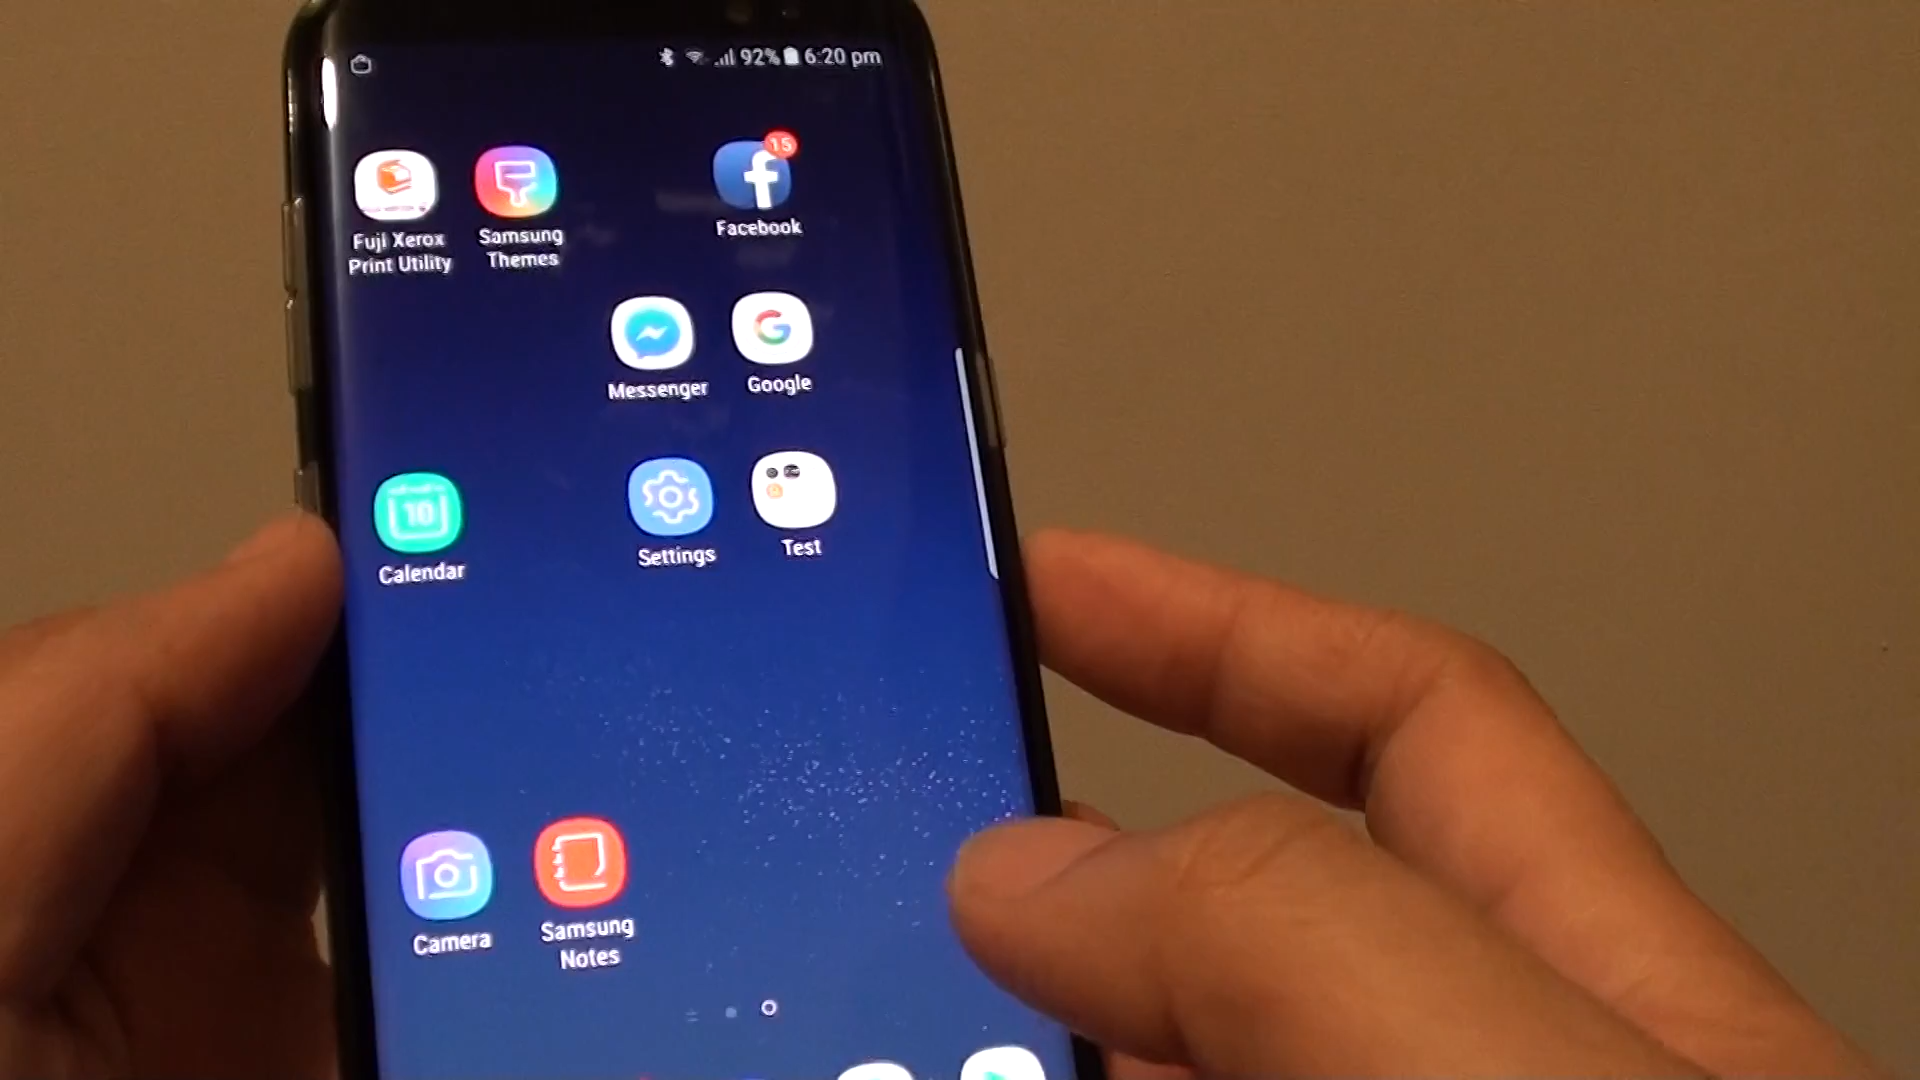 92% 6:20 pm
15
Fuji Xerox
Print Utility
Samsung
Themes
Facebook
Messenger
Google
10
Calendar
Settings
Test
Camera
Samsung
Notes